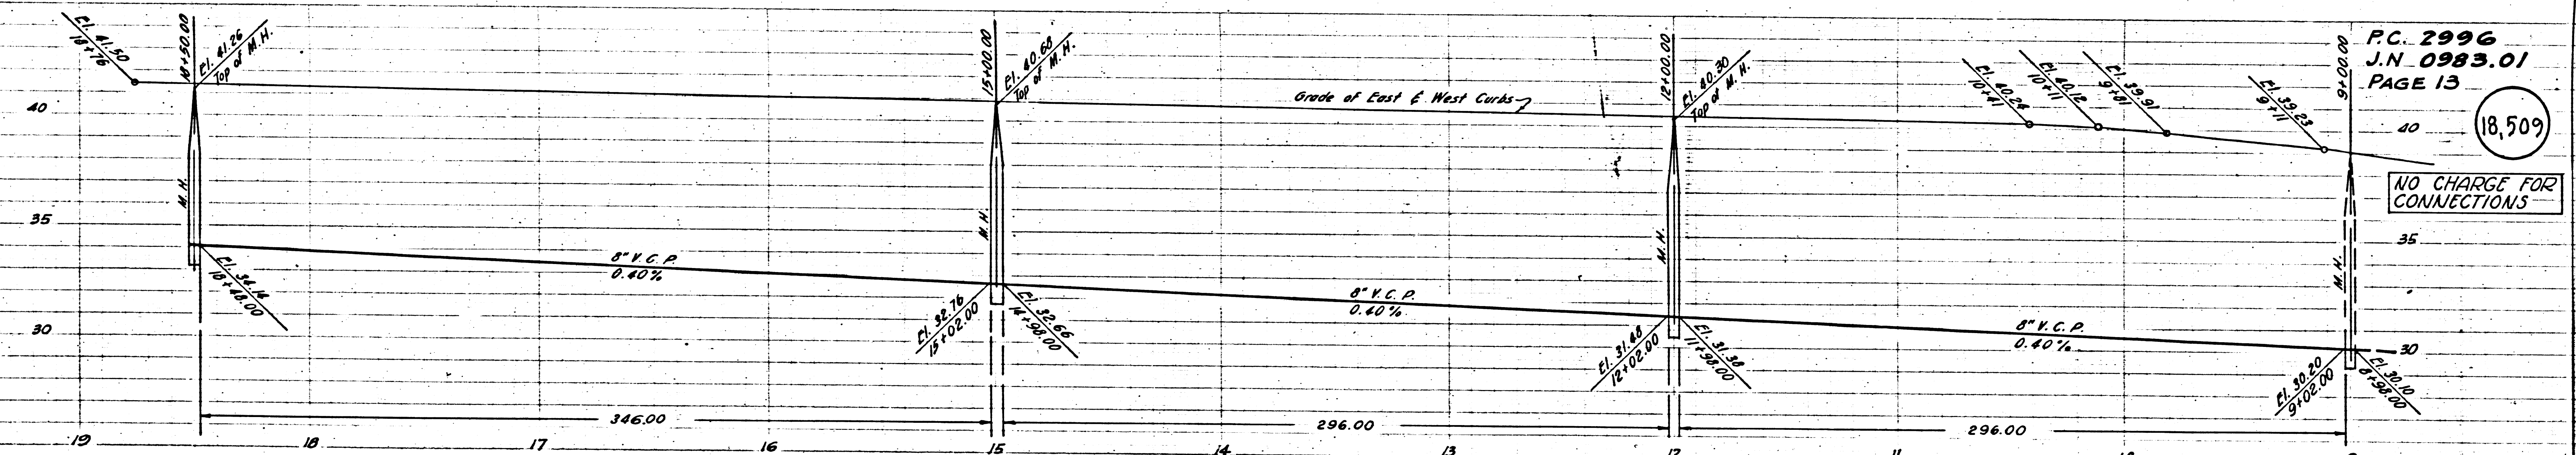 El. 41.50
18+76
18+50.00
El. 41.26
Top of M.H.
15+00.00
El. 40.68
Top of M.H.
Grade of East & West Curbs
12+00.00
El. 40.30
Top of M.H.
El. 40.24
10+41
El. 40.12
10+11
El. 39.91
9+81
El. 39.23
9+11
9+00.00
P.C. 2996
J.N 0983.01
PAGE 13
18,509
NO CHARGE FOR
CONNECTIONS
40
40
35
35
30
30
M.H.
M.H.
M.H.
M.H.
El. 34.14
18+48.00
8" V.C.P.
0.40%
El. 32.76
15+02.00
El. 32.66
14+98.00
8" V.C.P.
0.40%
El. 31.48
12+02.00
El. 31.38
11+98.00
8" V.C.P.
0.40%
El. 30.20
9+02.00
El. 30.10
8+98.00
346.00
296.00
296.00
19
18
17
16
15
14
13
12
11